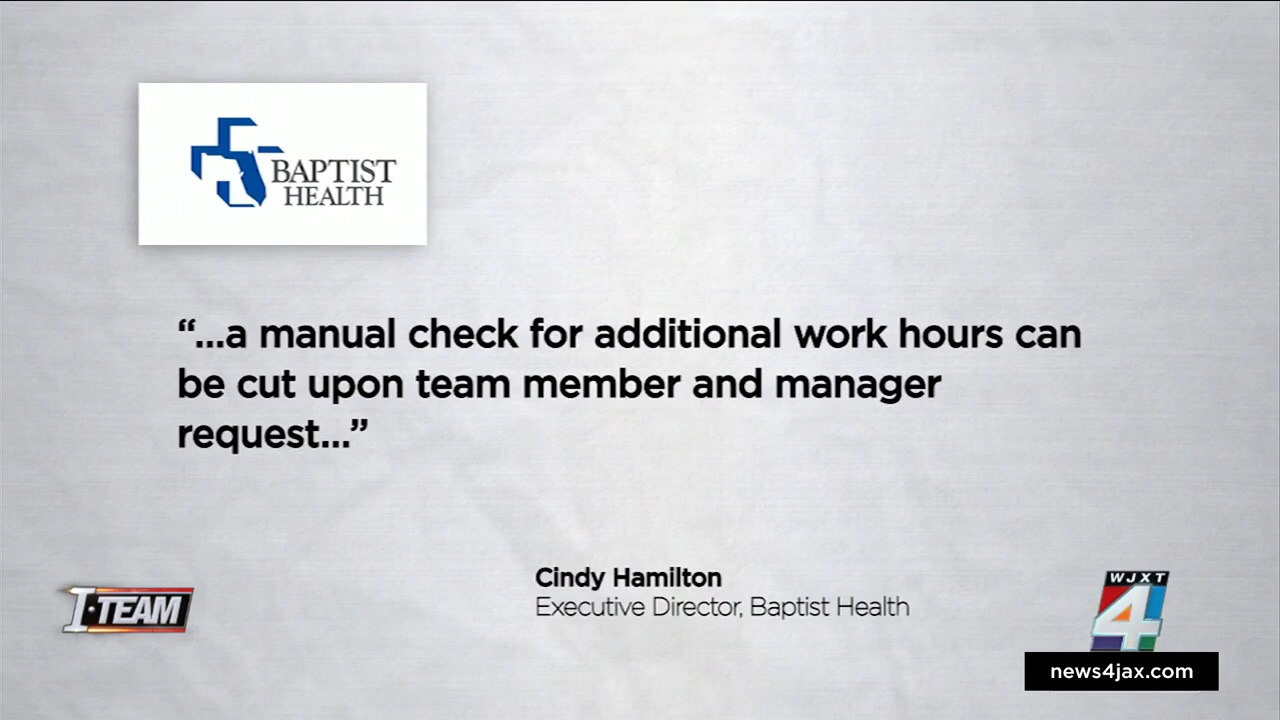 BAPTIST
HEALTH
“...a manual check for additional work hours can
be cut upon team member and manager
request...”
Cindy Hamilton
Executive Director, Baptist Health
I-TEAM
WJXT
4
news4jax.com